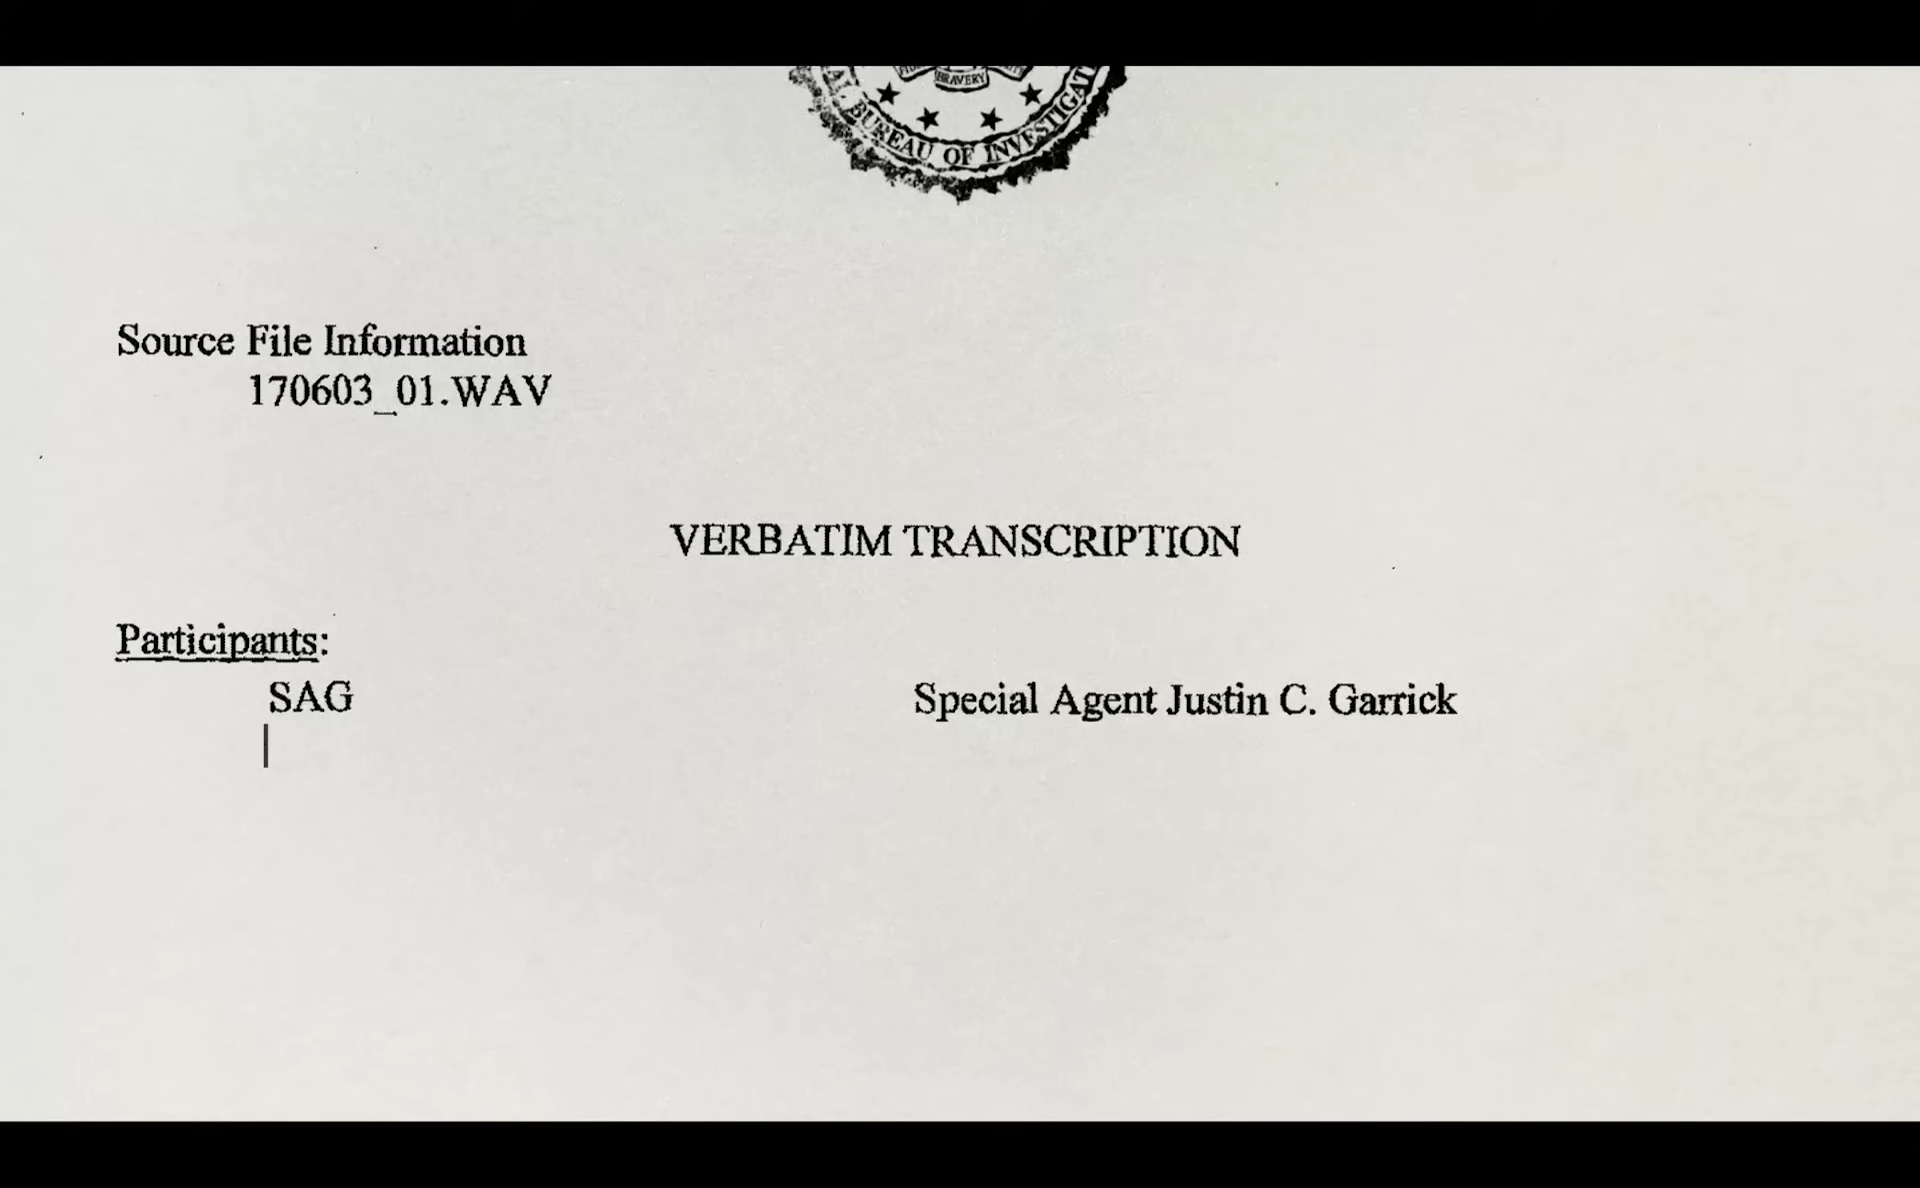 BRAVERY
BUREAU OF INVESTIGAT
Source File Information
170603_01.WAV
VERBATIM TRANSCRIPTION
Participants:
SAG Special Agent Justin C. Garrick